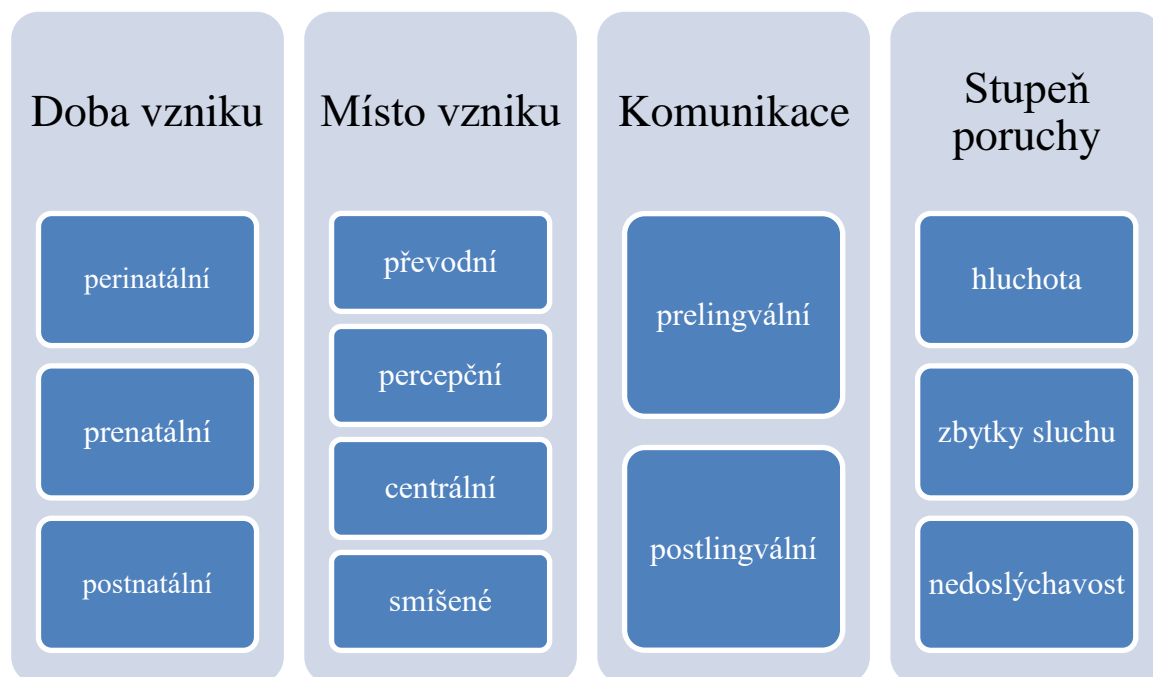 Doba vzniku
perinatální
prenatální
postnatální
Místo vzniku
převodní
percepční
centrální
smíšené
Komunikace
prelingvální
postlingvální
Stupeň
poruchy
hluchota
zbytky sluchu
nedoslýchavost